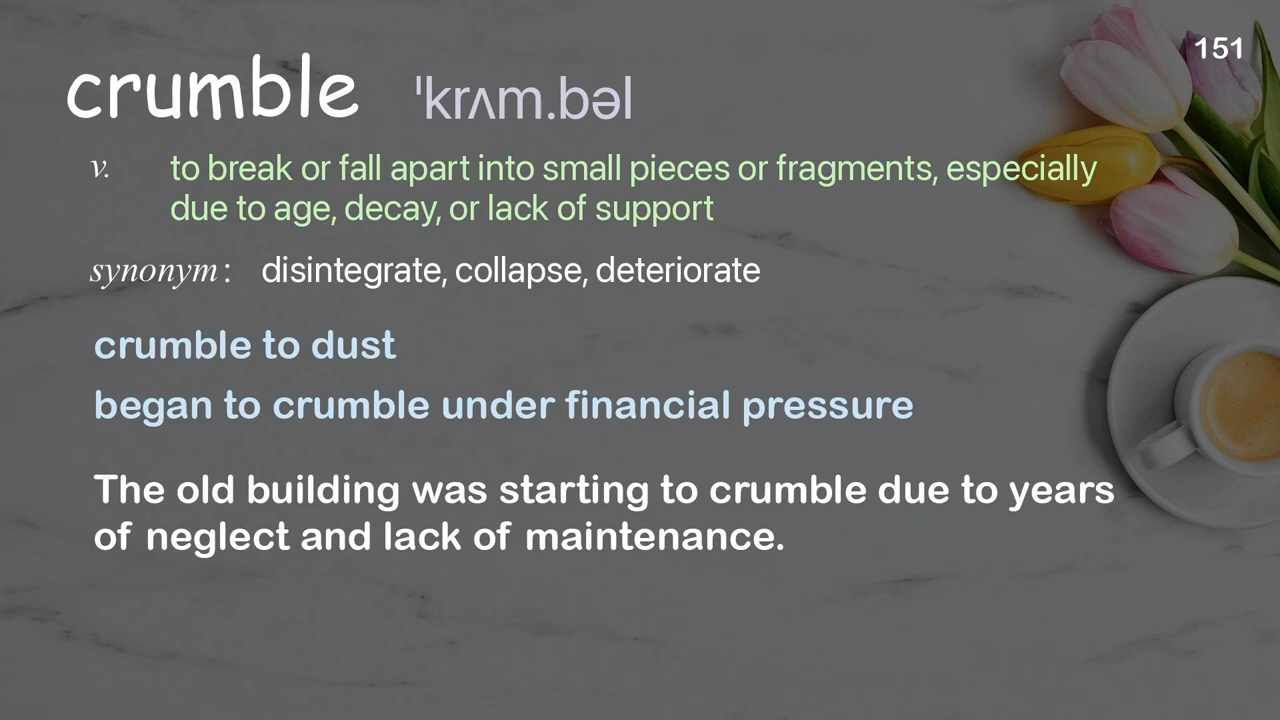 151
crumble ˈkrʌm.bəl
v. to break or fall apart into small pieces or fragments, especially
due to age, decay, or lack of support
synonym: disintegrate, collapse, deteriorate
crumble to dust
began to crumble under financial pressure
The old building was starting to crumble due to years
of neglect and lack of maintenance.